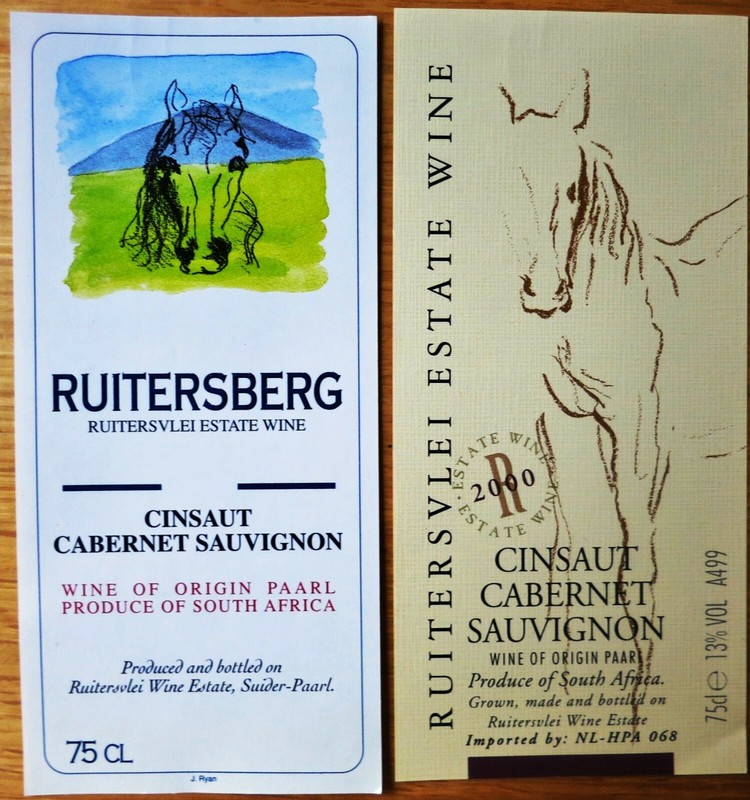 RUITERSBERG
RUITERSVLEI ESTATE WINE
CINSAUT
CABERNET SAUVIGNON
WINE OF ORIGIN PAARL
PRODUCE OF SOUTH AFRICA
Produced and bottled on
Ruitersvlei Wine Estate, Suider-Paarl.
75 CL
J. Ryan
RUITERSVLEI ESTATE WINE
ESTATE WINE
R
2000
ESTATE WINE
CINSAUT
CABERNET
SAUVIGNON
WINE OF ORIGIN PAARL
Produce of South Africa.
Grown, made and bottled on
Ruitersvlei Wine Estate
Imported by: NL-HPA 068
75cl e 13% VOL A499